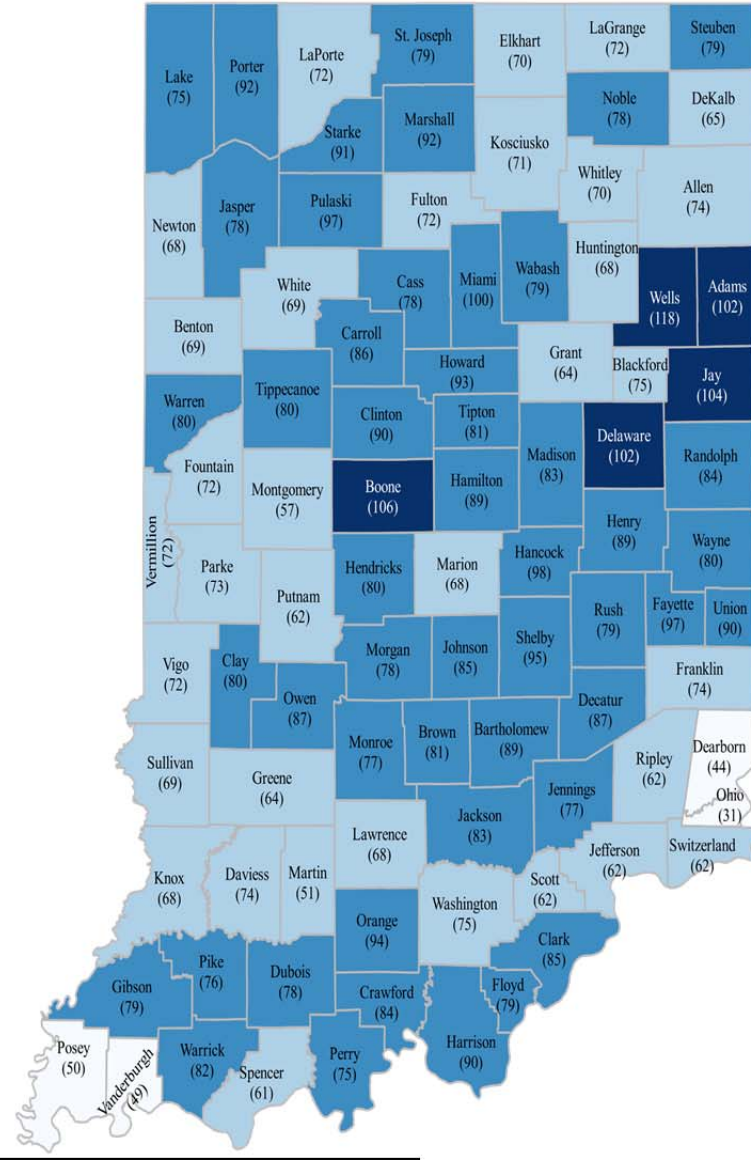 St. Joseph
(79)
Elkhart
(70)
LaGrange
(72)
Steuben
(79)
LaPorte
(72)
Lake
(75)
Porter
(92)
Noble
(78)
DeKalb
(65)
Starke
(91)
Marshall
(92)
Kosciusko
(71)
Whitley
(70)
Allen
(74)
Newton
(68)
Jasper
(78)
Pulaski
(97)
Fulton
(72)
Huntington
(68)
White
(69)
Cass
(78)
Miami
(100)
Wabash
(79)
Wells
(118)
Adams
(102)
Benton
(69)
Carroll
(86)
Howard
(93)
Grant
(64)
Blackford
(75)
Jay
(104)
Warren
(80)
Tippecanoe
(80)
Clinton
(90)
Tipton
(81)
Madison
(83)
Delaware
(102)
Randolph
(84)
Fountain
(72)
Montgomery
(57)
Boone
(106)
Hamilton
(89)
Henry
(89)
Wayne
(80)
Vermillion
(72)
Parke
(73)
Putnam
(62)
Hendricks
(80)
Marion
(68)
Hancock
(98)
Rush
(79)
Fayette
(97)
Union
(90)
Vigo
(72)
Clay
(80)
Owen
(87)
Morgan
(78)
Johnson
(85)
Shelby
(95)
Decatur
(87)
Franklin
(74)
Sullivan
(69)
Greene
(64)
Monroe
(77)
Brown
(81)
Bartholomew
(89)
Jennings
(77)
Ripley
(62)
Dearborn
(44)
Ohio
(31)
Knox
(68)
Daviess
(74)
Martin
(51)
Lawrence
(68)
Jackson
(83)
Scott
(62)
Jefferson
(62)
Switzerland
(62)
Orange
(94)
Washington
(75)
Clark
(85)
Gibson
(79)
Pike
(76)
Dubois
(78)
Crawford
(84)
Floyd
(79)
Harrison
(90)
Posey
(50)
Vanderburgh
(49)
Warrick
(82)
Spencer
(61)
Perry
(75)